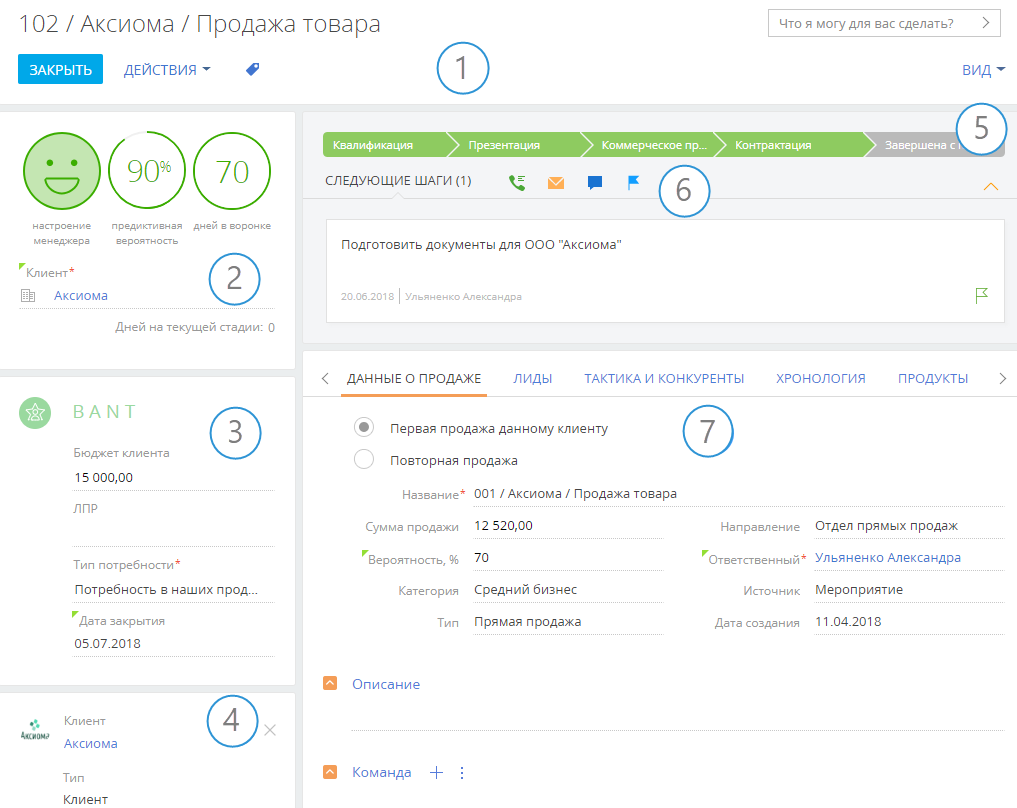 102 / Аксиома / Продажа товара
Что я могу для вас сделать?
ЗАКРЫТЬ
ДЕЙСТВИЯ
1
ВИД
90%
70
настроение
менеджера
предиктивная
вероятность
дней в воронке
Клиент*
2
Аксиома
Дней на текущей стадии: 0
BANT
3
Бюджет клиента
15 000,00
ЛПР
Тип потребности*
Потребность в наших прод...
Дата закрытия
05.07.2018
Аксиома
Клиент
4
Аксиома
Тип
Клиент
5
Квалификация
Презентация
Коммерческое пр...
Контрактация
Завершена с
СЛЕДУЮЩИЕ ШАГИ (1)
6
Подготовить документы для ООО "Аксиома"
20.06.2018 | Ульяненко Александра
ДАННЫЕ О ПРОДАЖЕ
ЛИДЫ
ТАКТИКА И КОНКУРЕНТЫ
ХРОНОЛОГИЯ
ПРОДУКТЫ
7
Первая продажа данному клиенту
Повторная продажа
Название* 001 / Аксиома / Продажа товара
Сумма продажи 12 520,00
Направление Отдел прямых продаж
Вероятность, % 70
Ответственный* Ульяненко Александра
Категория Средний бизнес
Источник Мероприятие
Тип Прямая продажа
Дата создания 11.04.2018
Описание
Команда